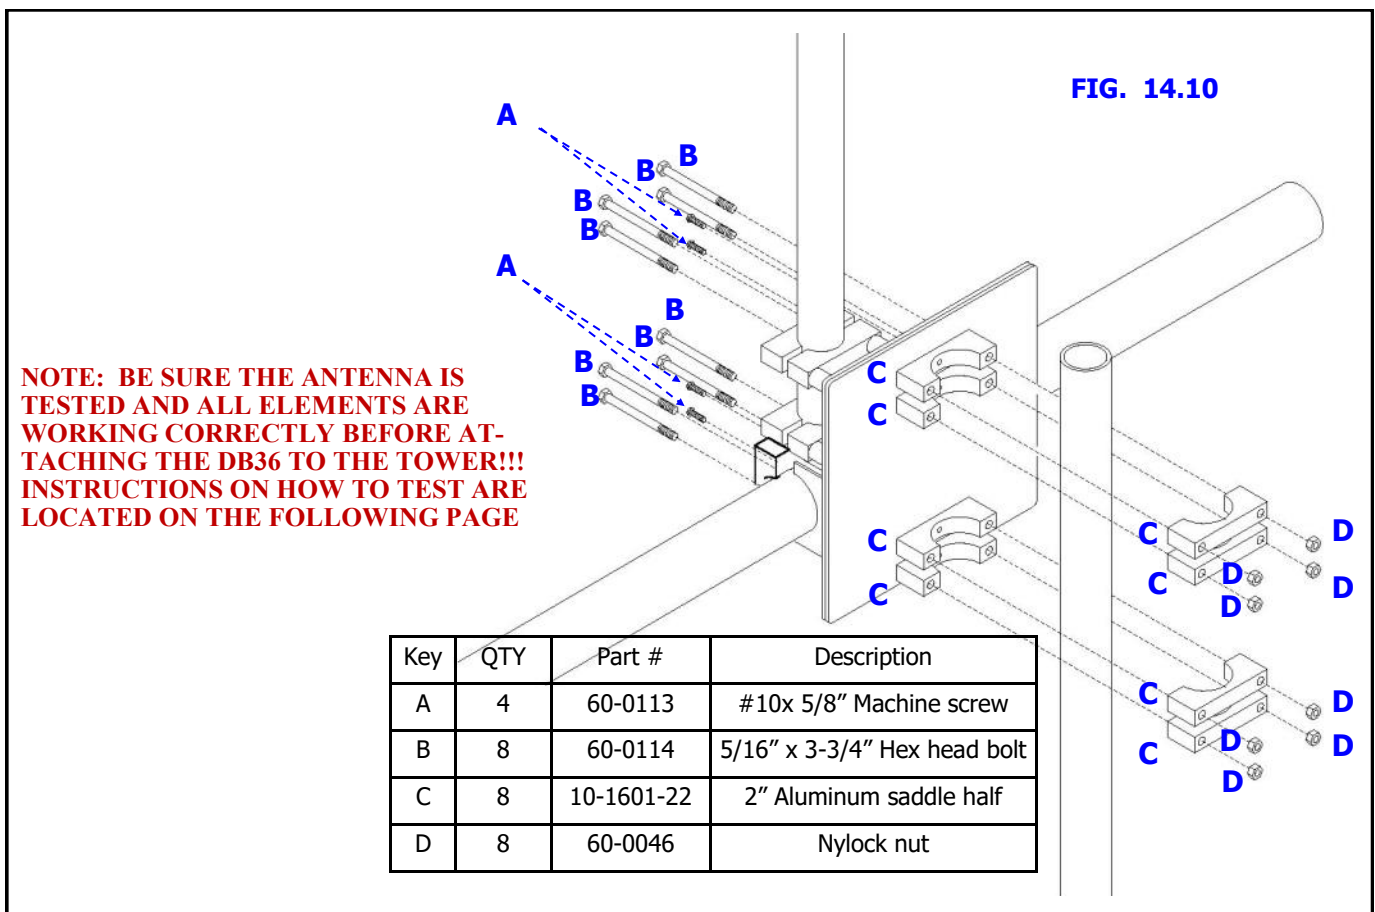 FIG. 14.10
A
B
B
B
B
A
B
B
B
B
C
C
C
C
C
C
D
D
D
D
C
C
D
D
D
D
NOTE: BE SURE THE ANTENNA IS
TESTED AND ALL ELEMENTS ARE
WORKING CORRECTLY BEFORE AT-
TACHING THE DB36 TO THE TOWER!!!
INSTRUCTIONS ON HOW TO TEST ARE
LOCATED ON THE FOLLOWING PAGE
Key QTY Part # Description
A 4 60-0113 #10x 5/8” Machine screw
B 8 60-0114 5/16” x 3-3/4” Hex head bolt
C 8 10-1601-22 2” Aluminum saddle half
D 8 60-0046 Nylock nut